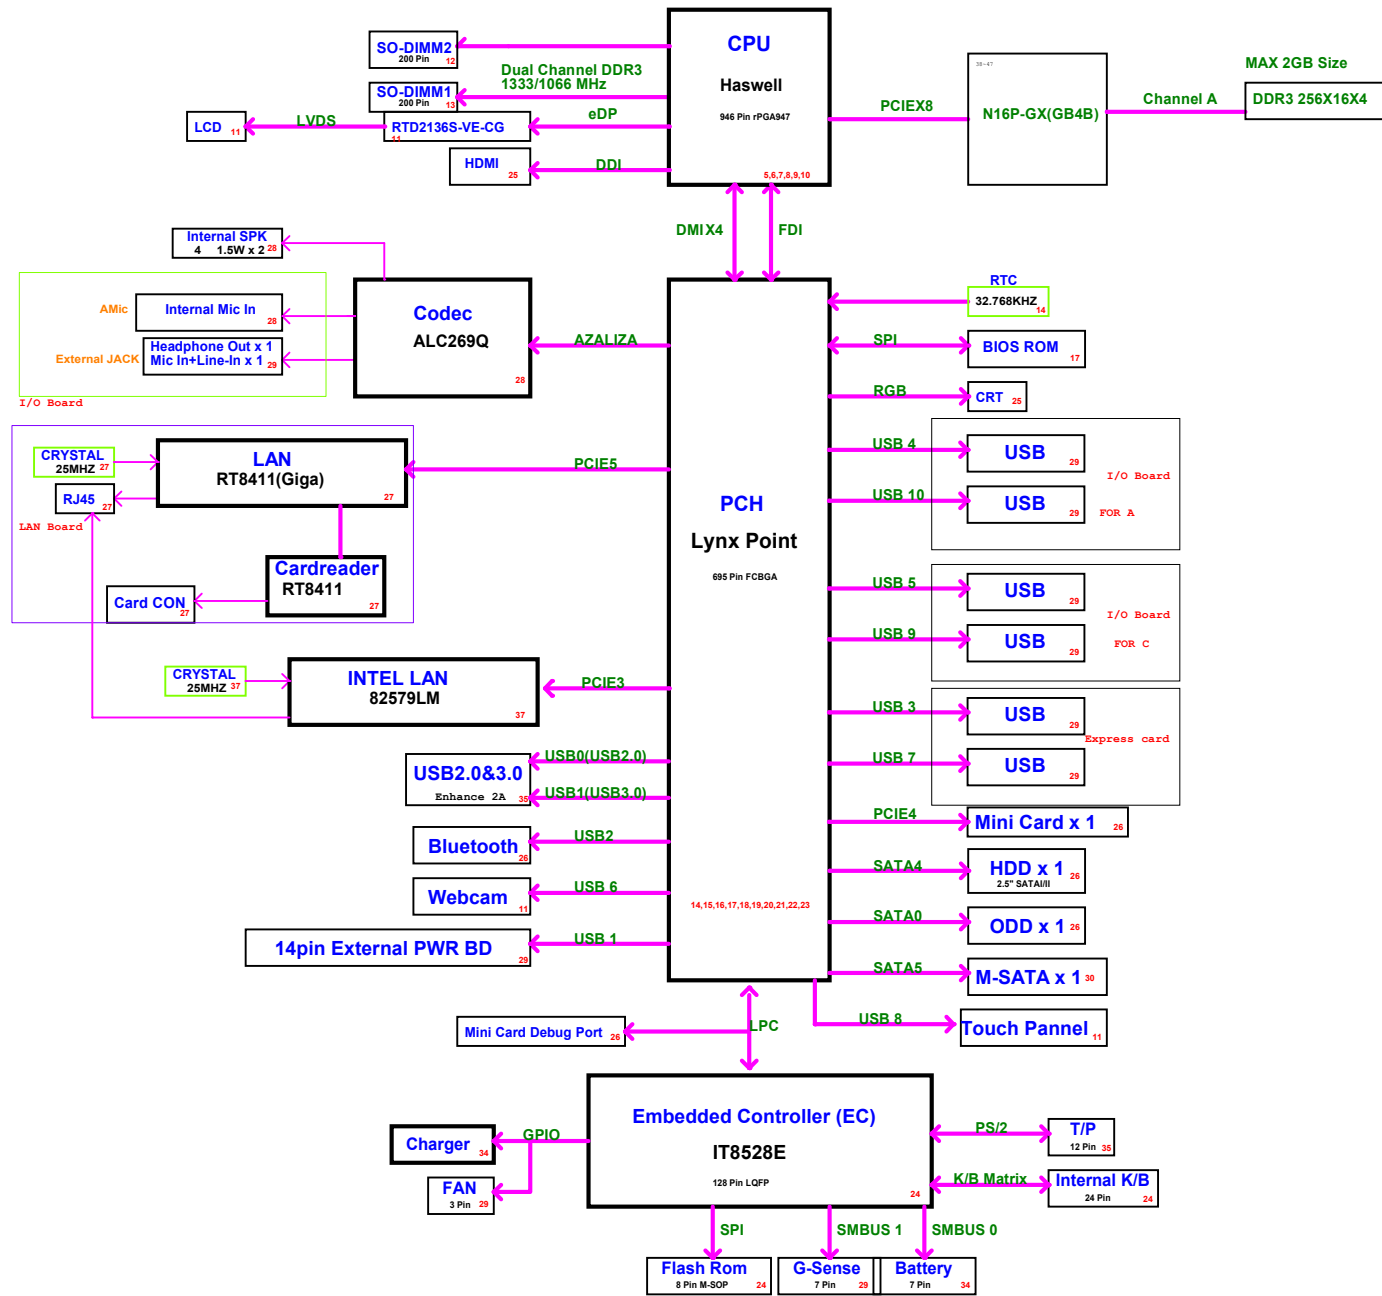 CPU
Haswell
946 Pin rPGA947
5,6,7,8,9,10
SO-DIMM2
200 Pin
12
SO-DIMM1
200 Pin
13
Dual Channel DDR3
1333/1066 MHz
LCD
11
LVDS
RTD2136S-VE-CG
11
eDP
HDMI
25
DDI
PCIEX8
38~47
N16P-GX(GB4B)
Channel A
MAX 2GB Size
DDR3 256X16X4
DMIX4
FDI
Internal SPK
4 1.5W x 2 28
AMic
Internal Mic In
28
External JACK
Headphone Out x 1
Mic In+Line-In x 1
29
I/O Board
Codec
ALC269Q
28
AZALIZA
RTC
32.768KHZ
14
SPI
BIOS ROM
17
RGB
CRT
25
CRYSTAL
25MHZ 27
RJ45
27
LAN Board
LAN
RT8411(Giga)
27
PCIE5
Cardreader
RT8411
27
Card CON
27
PCH
Lynx Point
695 Pin FCBGA
14,15,16,17,18,19,20,21,22,23
USB 4
USB
29
I/O Board
USB 10
USB
29
FOR A
USB 5
USB
29
I/O Board
USB 9
USB
29
FOR C
USB 3
USB
29
Express card
USB 7
USB
29
CRYSTAL
25MHZ 37
INTEL LAN
82579LM
37
PCIE3
USB2.0&3.0
Enhance 2A
35
USB0(USB2.0)
USB1(USB3.0)
Bluetooth
26
USB2
Webcam
11
USB 6
14pin External PWR BD
29
USB 1
PCIE4
Mini Card x 1
26
SATA4
HDD x 1
2.5" SATAI/II
26
SATA0
ODD x 1
26
SATA5
M-SATA x 1
30
USB 8
Touch Pannel
11
Mini Card Debug Port
26
LPC
Embedded Controller (EC)
IT8528E
128 Pin LQFP
24
GPIO
Charger
34
FAN
3 Pin 29
PS/2
T/P
12 Pin 35
K/B Matrix
Internal K/B
24 Pin 24
SPI
SMBUS 1
SMBUS 0
Flash Rom
8 Pin M-SOP 24
G-Sense
7 Pin 29
Battery
7 Pin 34